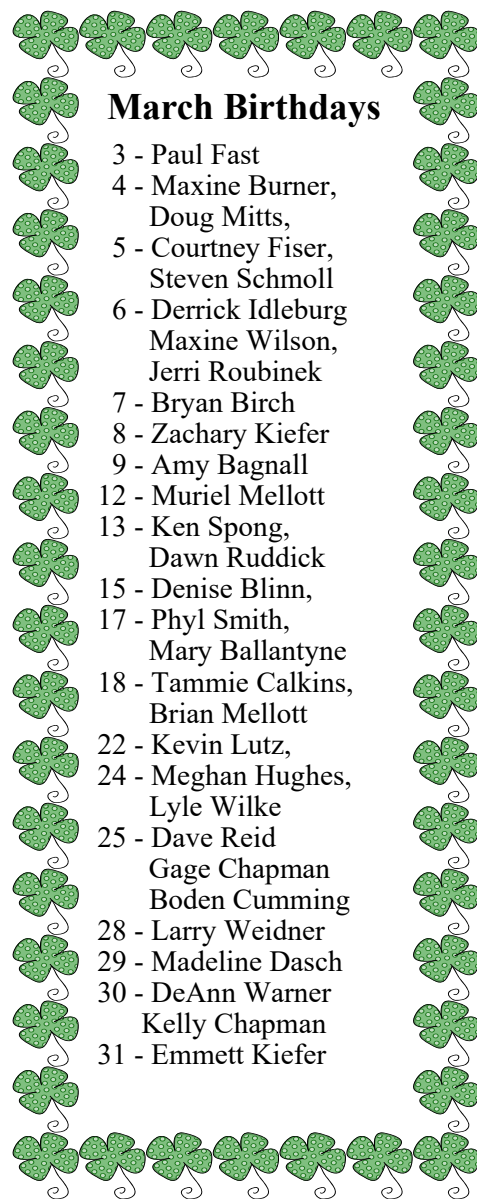 March Birthdays
3 - Paul Fast
4 - Maxine Burner,
Doug Mitts,
5 - Courtney Fiser,
Steven Schmoll
6 - Derrick Idleburg
Maxine Wilson,
Jerri Roubinek
7 - Bryan Birch
8 - Zachary Kiefer
9 - Amy Bagnall
12 - Muriel Mellott
13 - Ken Spong,
Dawn Ruddick
15 - Denise Blinn,
17 - Phyl Smith,
Mary Ballantyne
18 - Tammie Calkins,
Brian Mellott
22 - Kevin Lutz,
24 - Meghan Hughes,
Lyle Wilke
25 - Dave Reid
Gage Chapman
Boden Cumming
28 - Larry Weidner
29 - Madeline Dasch
30 - DeAnn Warner
Kelly Chapman
31 - Emmett Kiefer